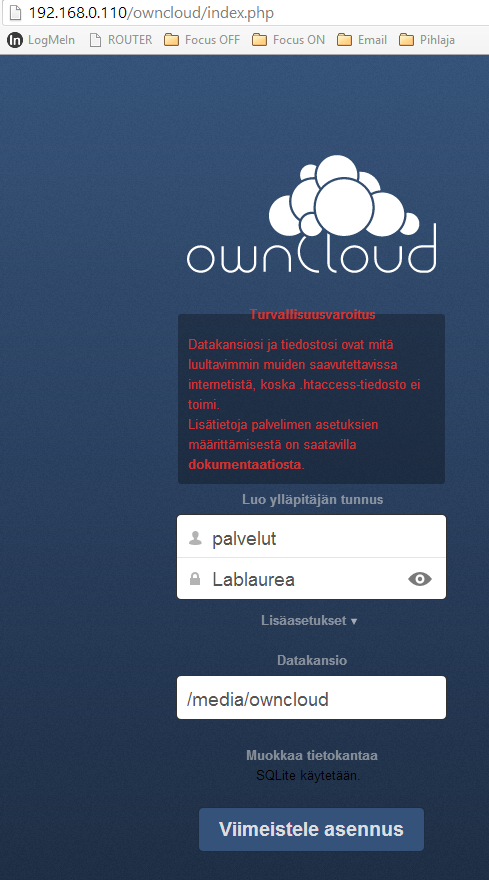 192.168.0.110/owncloud/index.php
LogMeIn ROUTER Focus OFF Focus ON Email Pihlaja
ownCloud
Turvallisuusvaroitus
Datakansiosi ja tiedostosi ovat mitä
luultavimmin muiden saavutettavissa
internetistä, koska .htaccess-tiedosto ei
toimi.
Lisätietoja palvelimen asetuksien
määrittämisestä on saatavilla
dokumentaatiosta.
Luo ylläpitäjän tunnus
palvelut
Lablaurea
Lisäasetukset ▾
Datakansio
/media/owncloud
Muokkaa tietokantaa
SQLite käytetään.
Viimeistele asennus